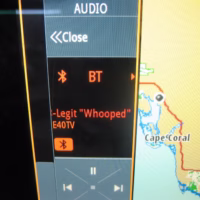 AUDIO
<<Close
BT
-Legit "Whooped"
E40TV
Cape Coral